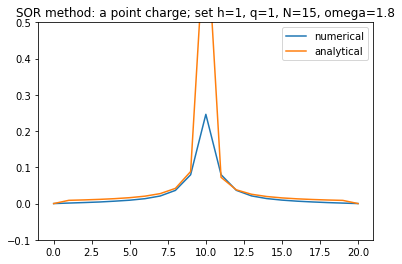 SOR method: a point charge; set h=1, q=1, N=15, omega=1.8
numerical
analytical
0.5
0.4
0.3
0.2
0.1
0.0
−0.1
0.0 2.5 5.0 7.5 10.0 12.5 15.0 17.5 20.0